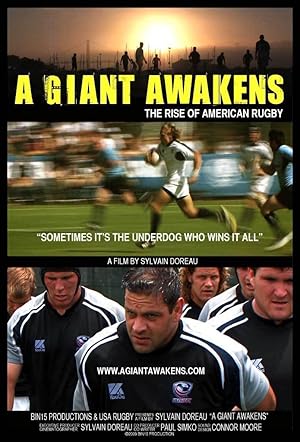 A GIANT AWAKENS
THE RISE OF AMERICAN RUGBY
“SOMETIMES IT'S THE UNDERDOG WHO WINS IT ALL”
A FILM BY SYLVAIN DOREAU
WWW.AGIANTAWAKENS.COM
BIN15 PRODUCTIONS & USA RUGBY SYLVAIN DOREAU "A GIANT AWAKENS"
SYLVAIN DOREAU PAUL SIMKO CONNOR MOORE